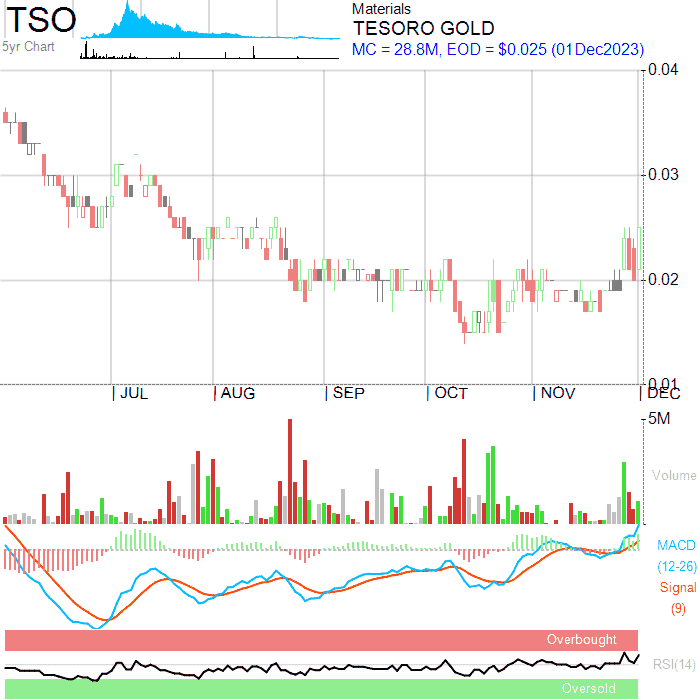 TSO
5yr Chart
Materials
TESORO GOLD
MC = 28.8M, EOD = $0.025 (01Dec2023)
0.04
0.03
0.02
0.01
JUL AUG SEP OCT NOV DEC
5M
Volume
MACD
(12-26)
Signal
(9)
Overbought
RSI(14)
Oversold